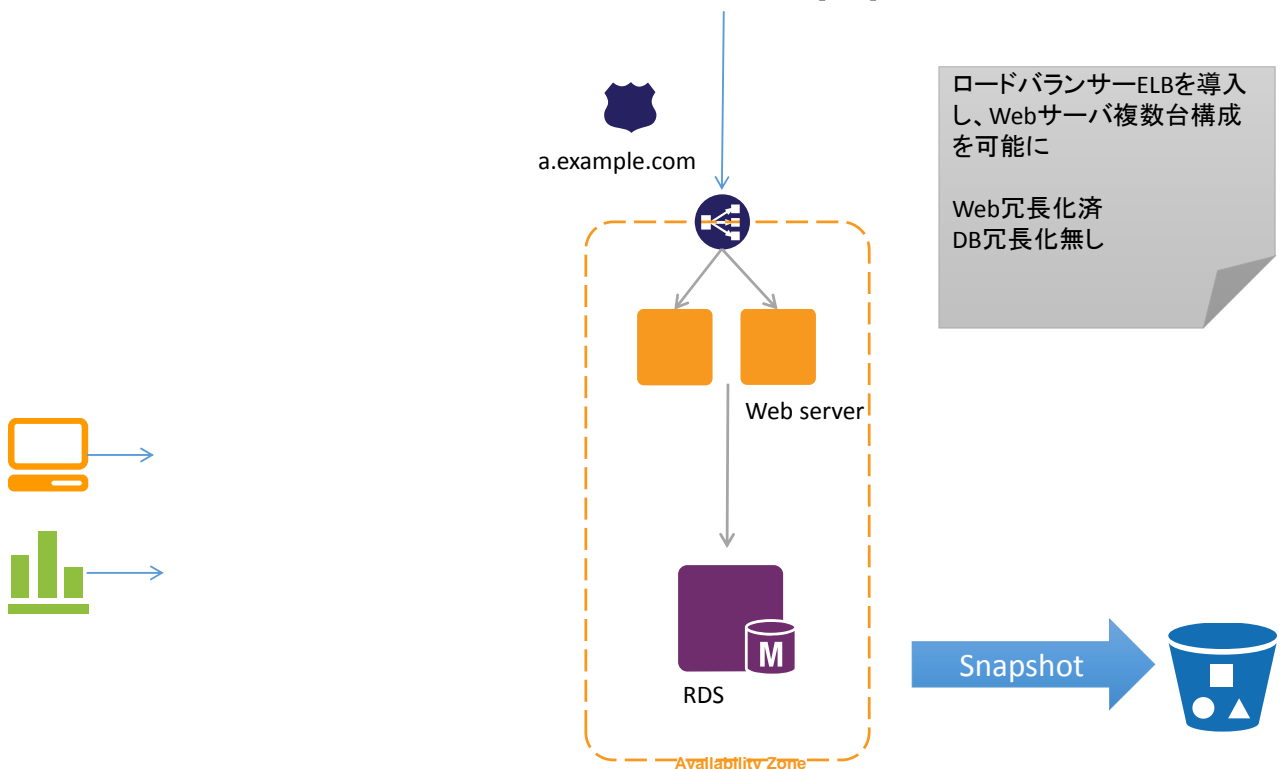 a.example.com
ロードバランサーELBを導入
し、Webサーバ複数台構成
を可能に
Web冗長化済
DB冗長化無し
Web server
M
RDS
Snapshot
Availability Zone